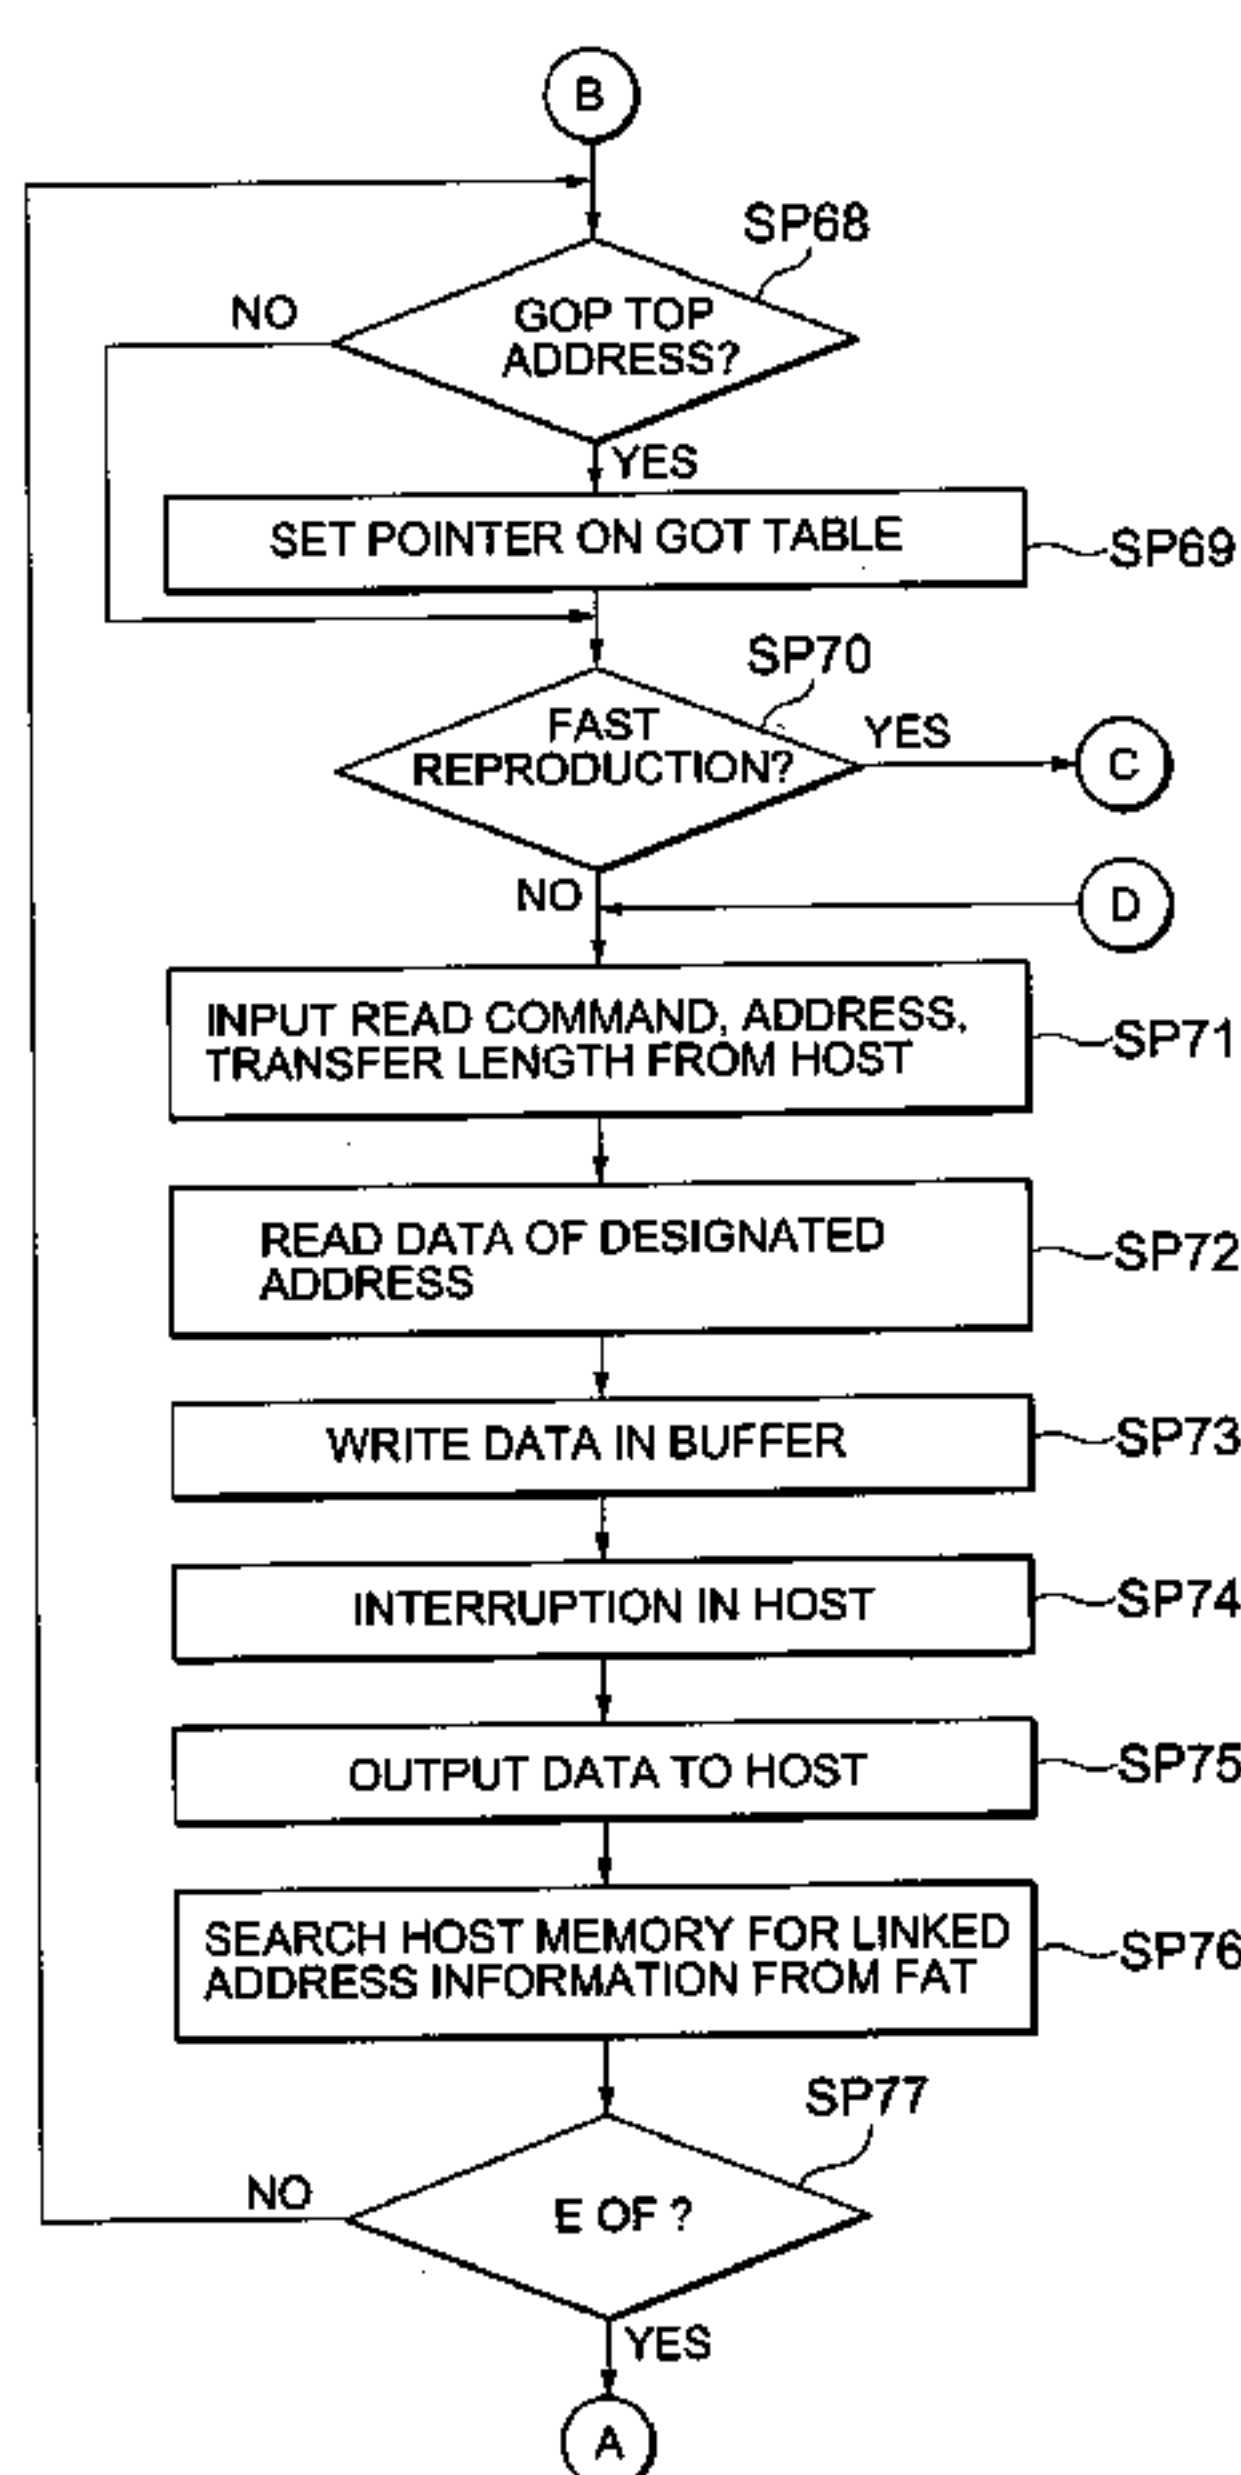 B
SP68
NO
GOP TOP
ADDRESS?
YES
SET POINTER ON GOT TABLE
SP69
SP70
FAST
REPRODUCTION?
YES
C
NO
D
INPUT READ COMMAND, ADDRESS,
TRANSFER LENGTH FROM HOST
SP71
READ DATA OF DESIGNATED
ADDRESS
SP72
WRITE DATA IN BUFFER
SP73
INTERRUPTION IN HOST
SP74
OUTPUT DATA TO HOST
SP75
SEARCH HOST MEMORY FOR LINKED
ADDRESS INFORMATION FROM FAT
SP76
SP77
NO
E OF ?
YES
A